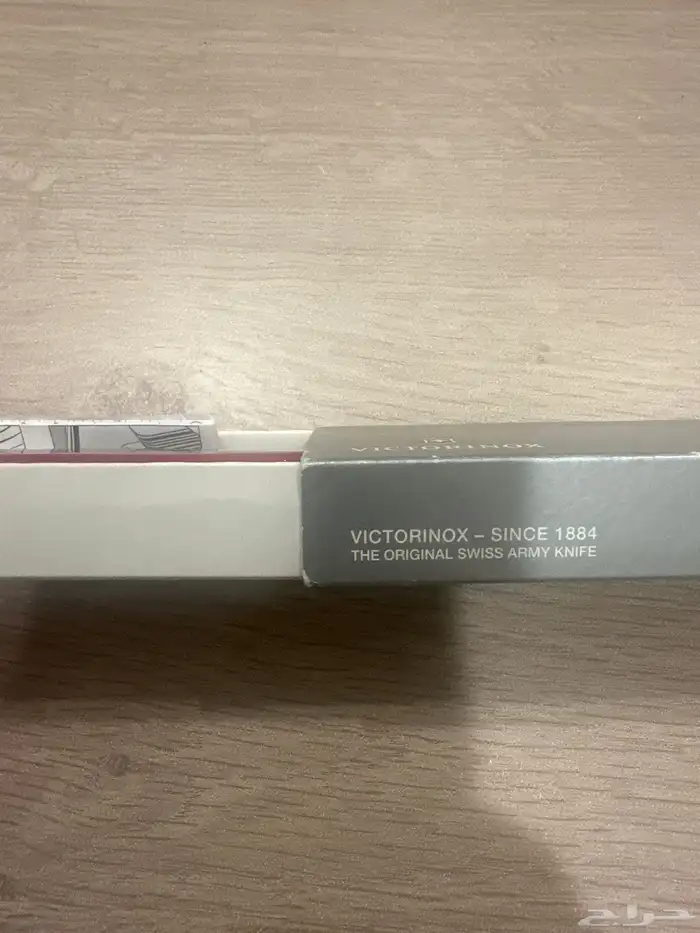 VICTORINOX
VICTORINOX – SINCE 1884
THE ORIGINAL SWISS ARMY KNIFE
حراج